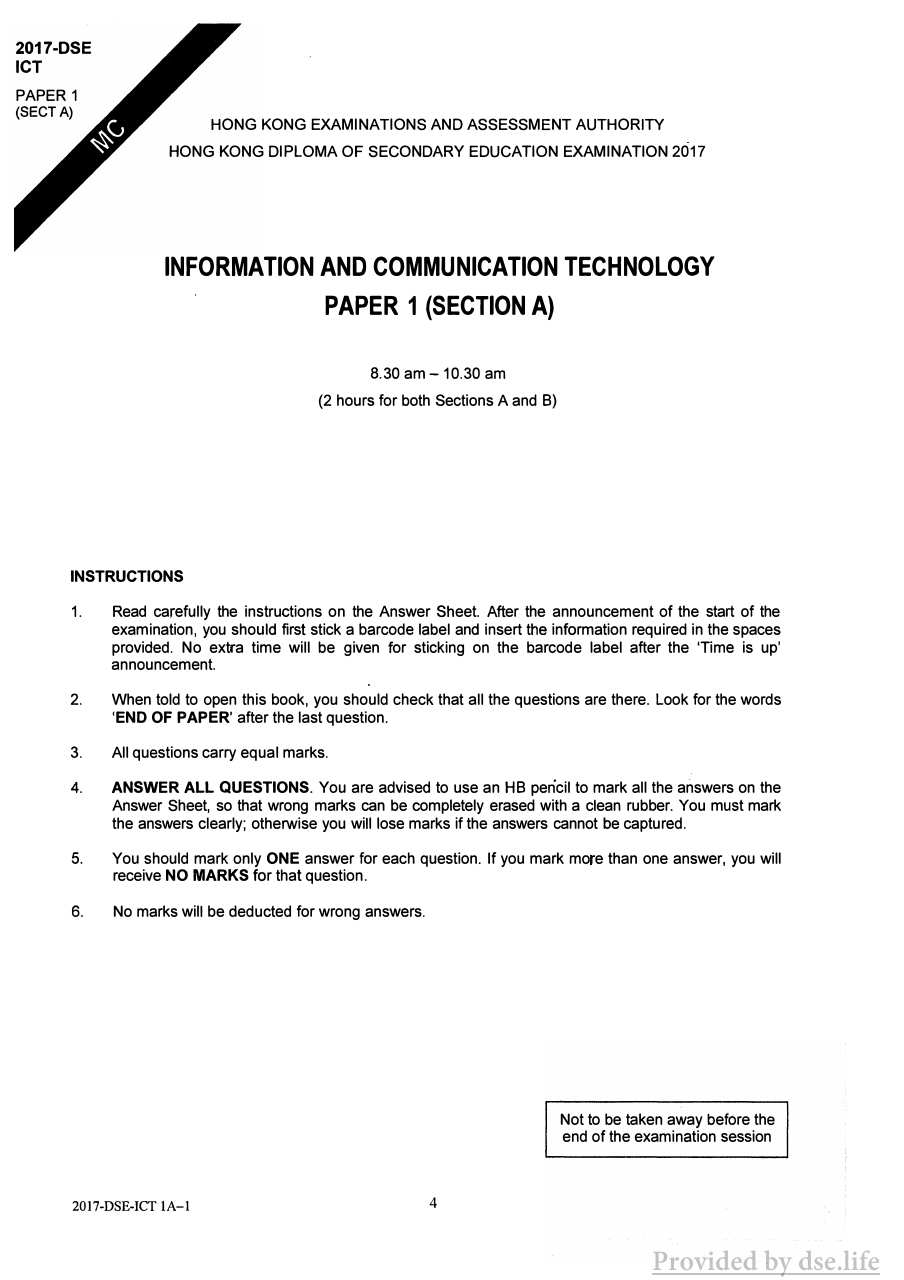 2017-DSE
ICT
PAPER 1
(SECT A)
MC
HONG KONG EXAMINATIONS AND ASSESSMENT AUTHORITY
HONG KONG DIPLOMA OF SECONDARY EDUCATION EXAMINATION 2017
INFORMATION AND COMMUNICATION TECHNOLOGY
PAPER 1 (SECTION A)
8.30 am – 10.30 am
(2 hours for both Sections A and B)
INSTRUCTIONS
1. Read carefully the instructions on the Answer Sheet. After the announcement of the start of the
examination, you should first stick a barcode label and insert the information required in the spaces
provided. No extra time will be given for sticking on the barcode label after the ‘Time is up’
announcement.
2. When told to open this book, you should check that all the questions are there. Look for the words
‘END OF PAPER’ after the last question.
3. All questions carry equal marks.
4. ANSWER ALL QUESTIONS. You are advised to use an HB pencil to mark all the answers on the
Answer Sheet, so that wrong marks can be completely erased with a clean rubber. You must mark
the answers clearly; otherwise you will lose marks if the answers cannot be captured.
5. You should mark only ONE answer for each question. If you mark more than one answer, you will
receive NO MARKS for that question.
6. No marks will be deducted for wrong answers.
Not to be taken away before the
end of the examination session
2017-DSE-ICT 1A–1
4
Provided by dse.life